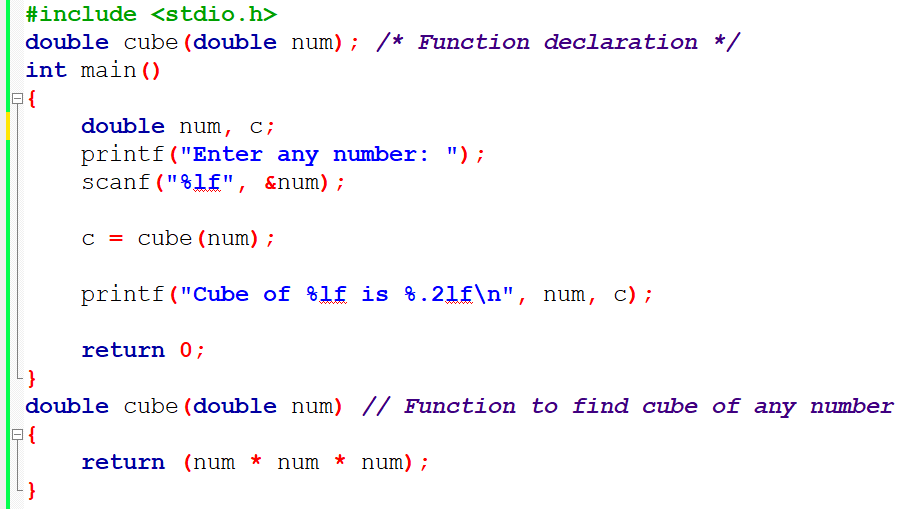 #include <stdio.h>
double cube(double num); /* Function declaration */
int main()
{
double num, c;
printf("Enter any number: ");
scanf("%lf", &num);
c = cube(num);
printf("Cube of %lf is %.2lf\n", num, c);
return 0;
}
double cube(double num) // Function to find cube of any number
{
return (num * num * num);
}